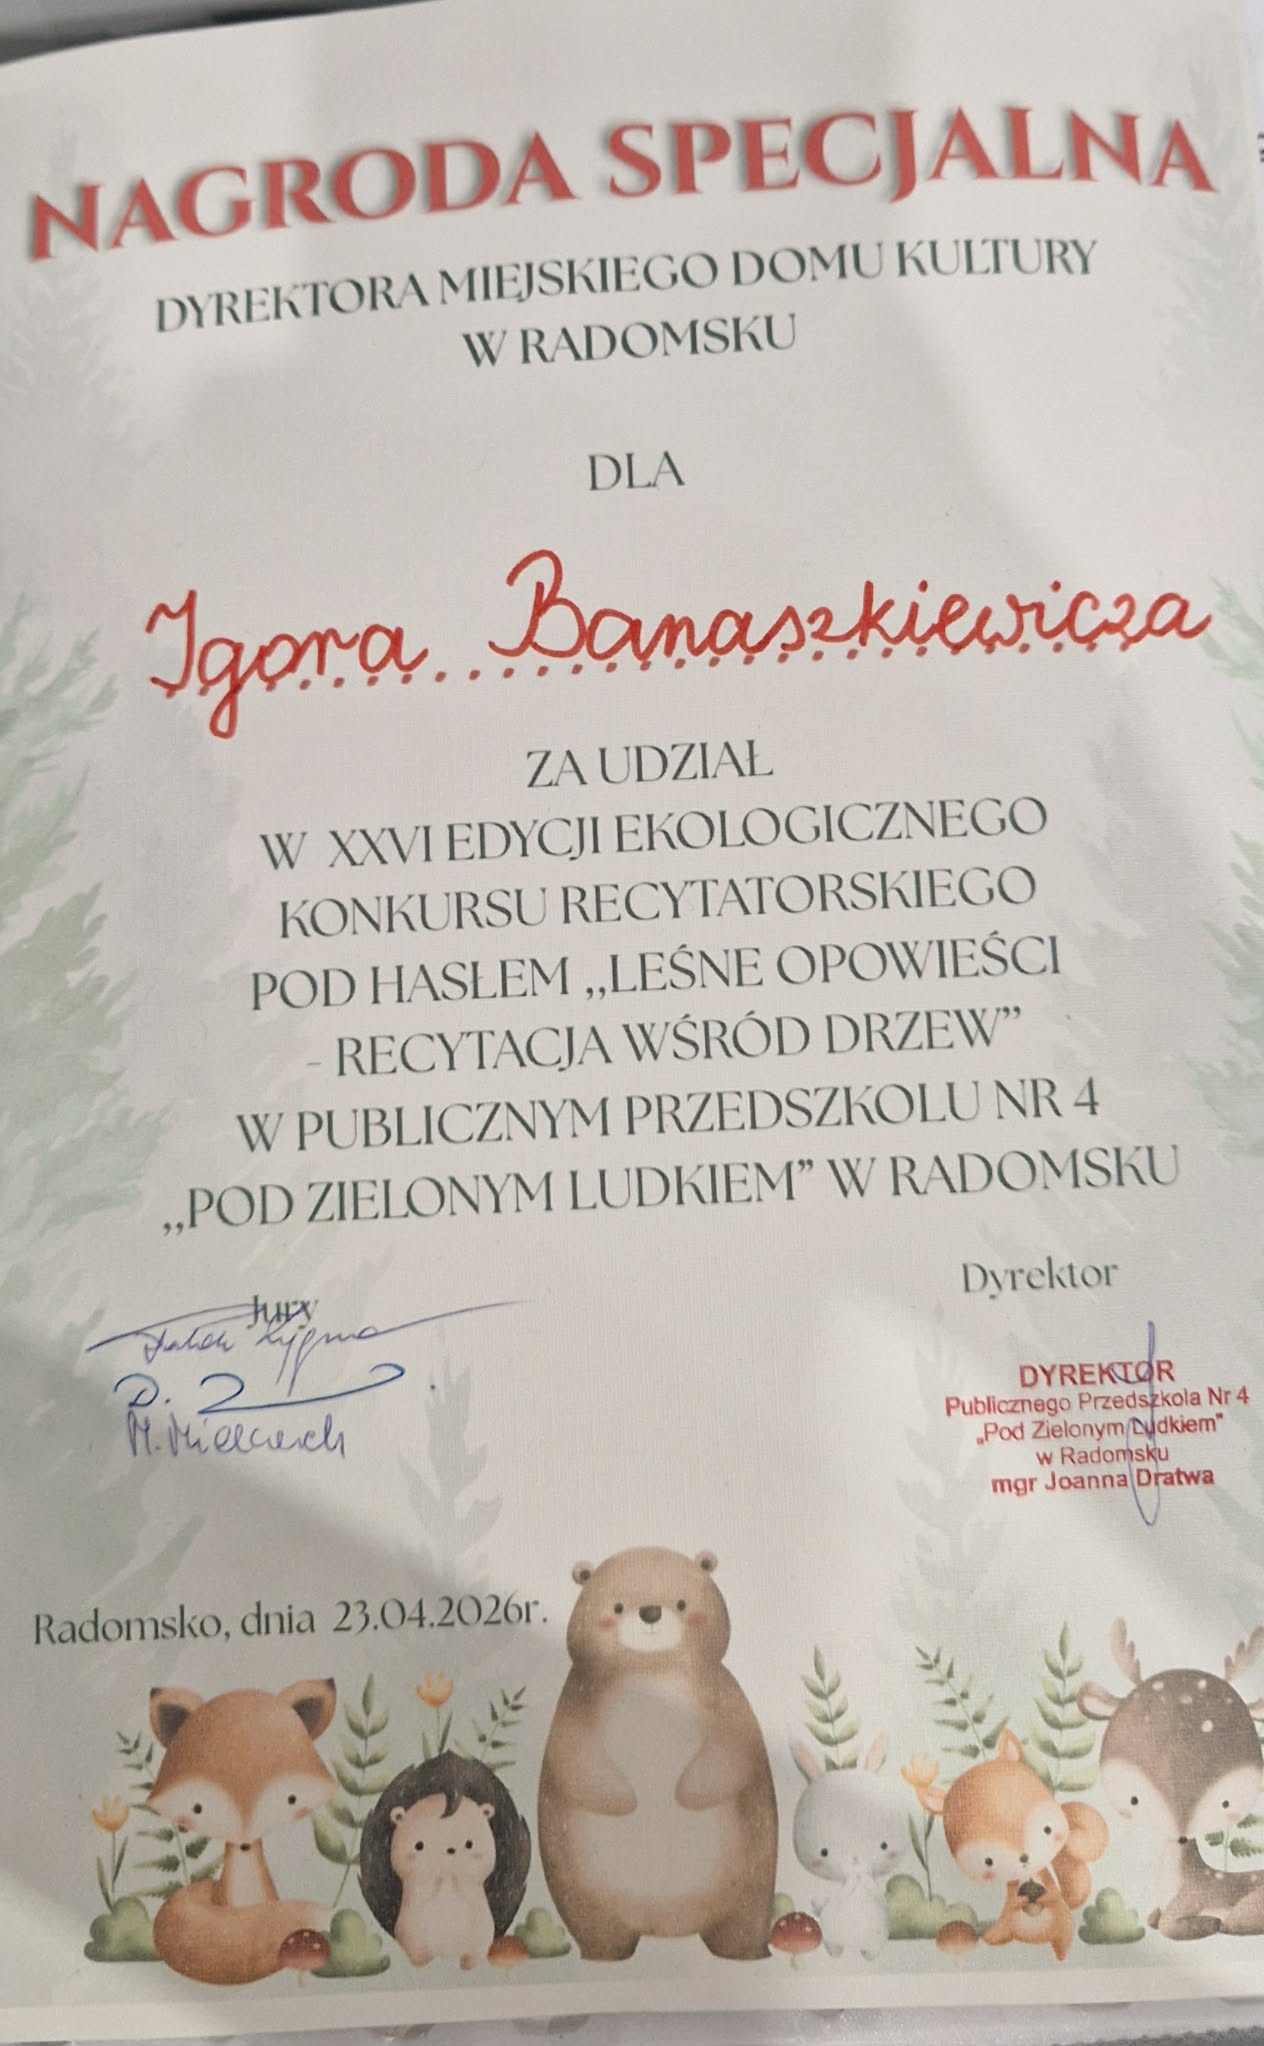 NAGRODA SPECJALNA
DYREKTORA MIEJSKIEGO DOMU KULTURY
W RADOMSKU
DLA
Igora Banaszkiewicza
ZA UDZIAŁ
W XXVI EDYCJI EKOLOGICZNEGO
KONKURSU RECYTATORSKIEGO
POD HASŁEM ,,LEŚNE OPOWIEŚCI
- RECYTACJA WŚRÓD DRZEW”
W PUBLICZNYM PRZEDSZKOLU NR 4
,,POD ZIELONYM LUDKIEM” W RADOMSKU
Jury
Dyrektor
DYREKTOR
Publicznego Przedszkola Nr 4
„Pod Zielonym Ludkiem”
w Radomsku
mgr Joanna Dratwa
Radomsko, dnia 23.04.2026r.